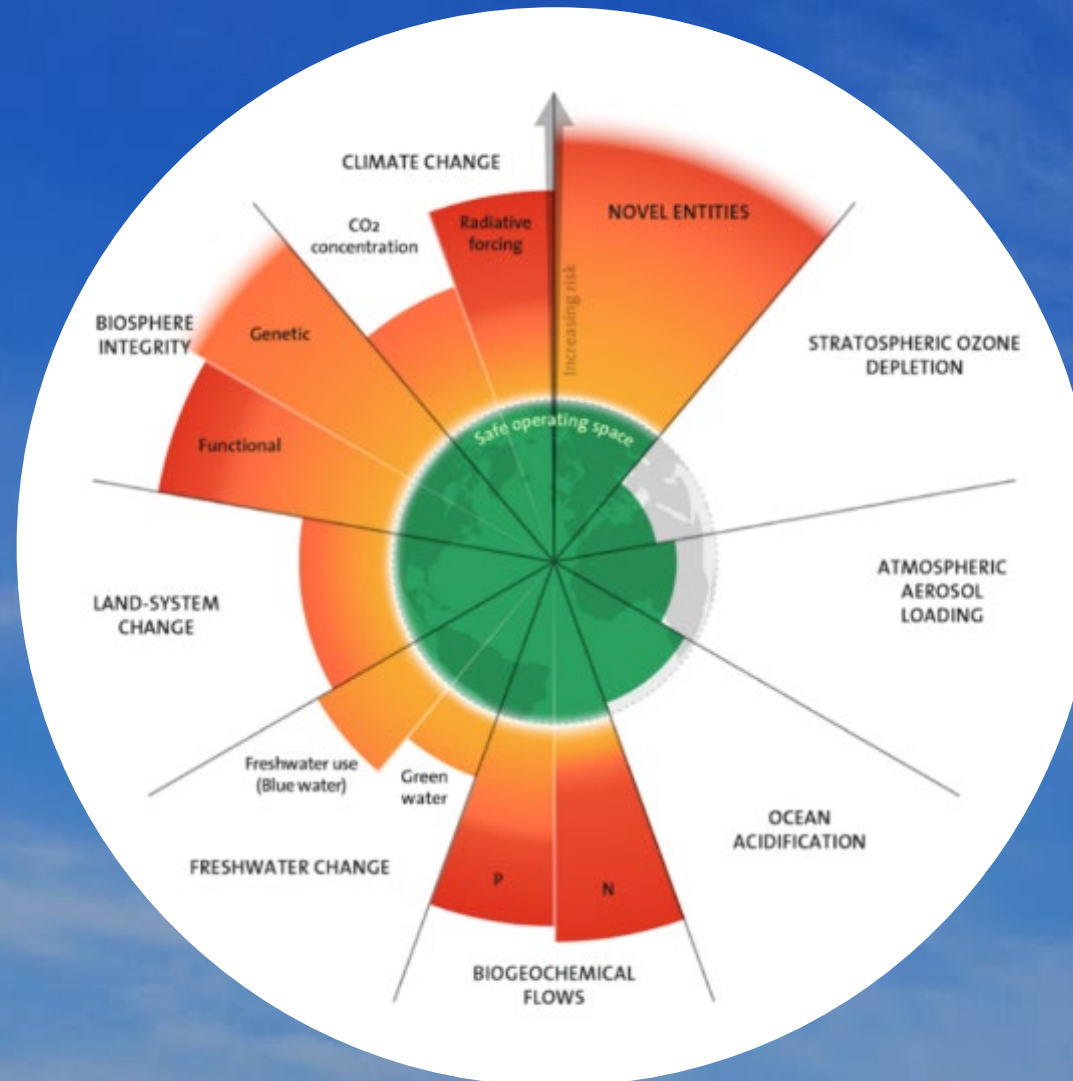 CLIMATE CHANGE
CO2
concentration
Radiative
forcing
NOVEL ENTITIES
Increasing risk
STRATOSPHERIC OZONE
DEPLETION
BIOSPHERE
INTEGRITY
Genetic
Functional
Safe operating space
LAND-SYSTEM
CHANGE
ATMOSPHERIC
AEROSOL
LOADING
Freshwater use
(Blue water)
Green
water
FRESHWATER CHANGE
OCEAN
ACIDIFICATION
P
N
BIOGEOCHEMICAL
FLOWS